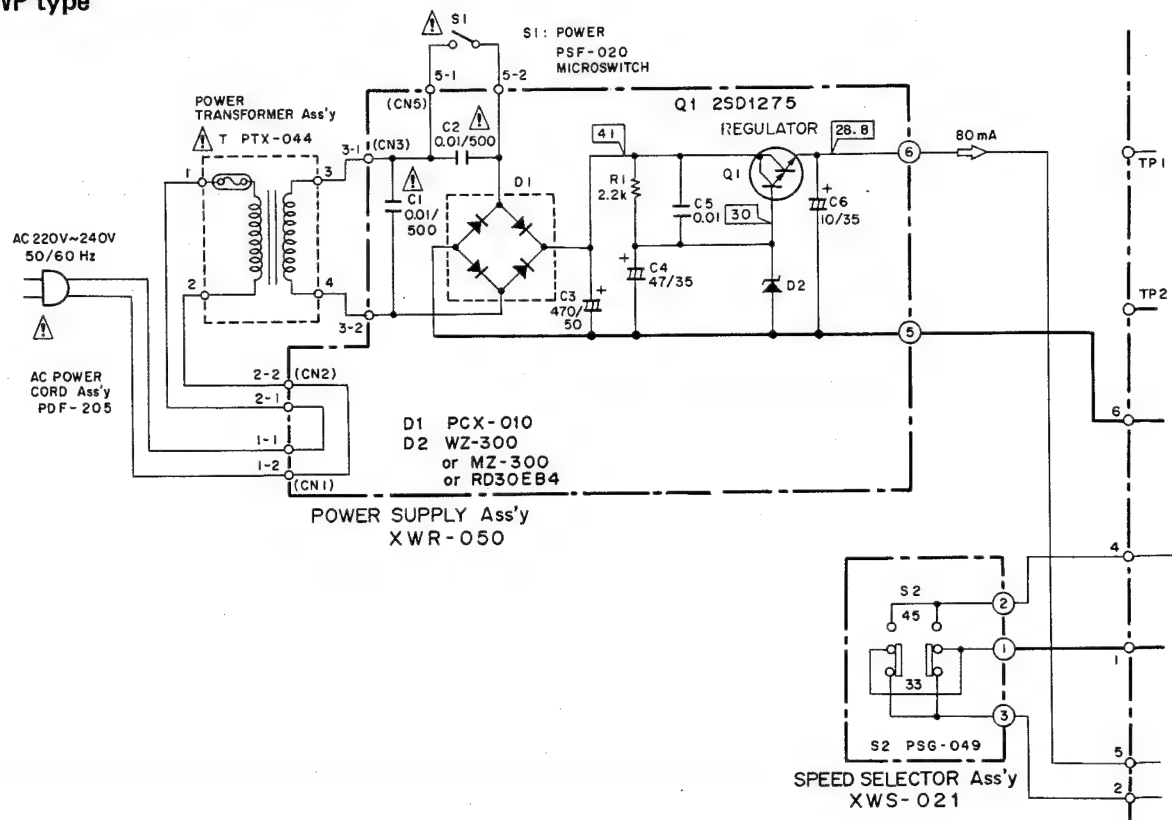 WP type
S1
S1: POWER
PSF-020
MICROSWITCH
5-1
5-2
(CN5)
POWER
TRANSFORMER Ass'y
T PTX-044
3-1
(CN3)
C2
0.01/500
Q1 2SD1275
REGULATOR
41
28.8
6
80mA
TP1
1
3
C1
0.01/
500
D1
R1
2.2k
C5
0.01
Q1
30
+
C6
10/35
AC 220V~240V
50/60 Hz
2
4
+
C4
47/35
D2
C3
470/
50
+
TP2
3-2
5
AC POWER
CORD Ass'y
PDF-205
2-2
(CN2)
2-1
1-1
1-2
(CN1)
D1 PCX-010
D2 WZ-300
or MZ-300
or RD30EB4
6
POWER SUPPLY Ass'y
XWR-050
4
S2
45
2
1
1
33
3
S2 PSG-049
5
SPEED SELECTOR Ass'y
XWS-021
2